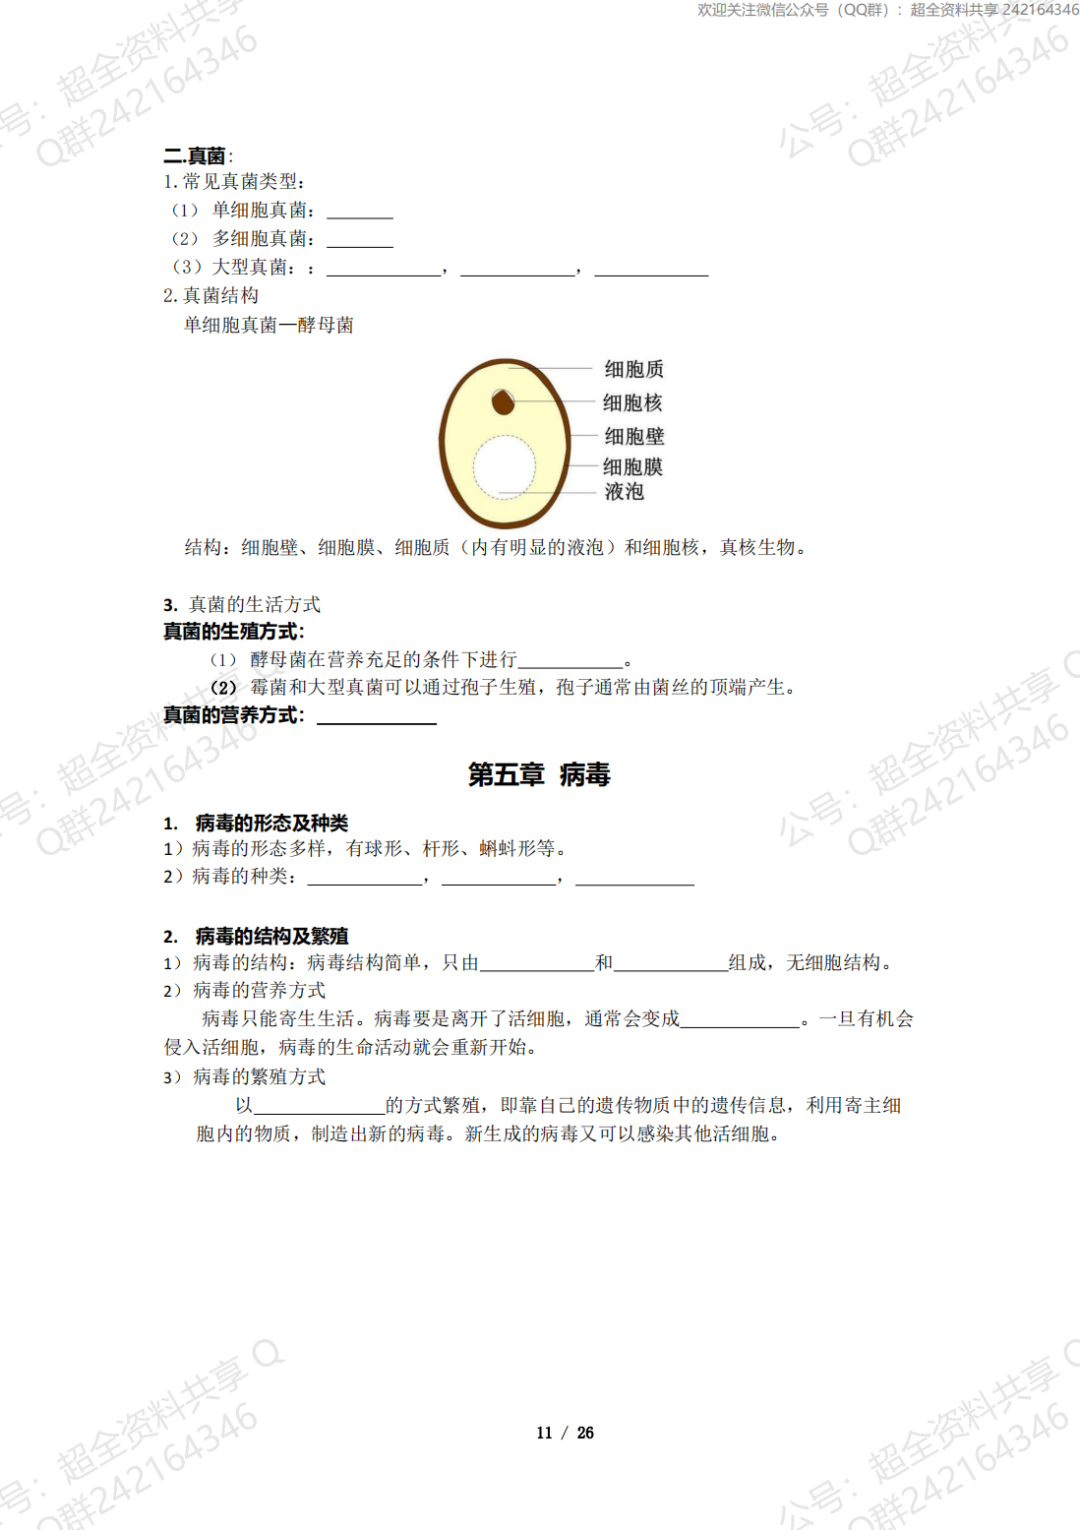 欢迎关注微信公众号（QQ群）：超全资料共享 242164346
二.真菌：
1.常见真菌类型：
（1） 单细胞真菌：_______
（2） 多细胞真菌：_______
（3）大型真菌：：____________，____________，____________
2.真菌结构
单细胞真菌—酵母菌
细胞质
细胞核
细胞壁
细胞膜
液泡
结构：细胞壁、细胞膜、细胞质（内有明显的液泡）和细胞核，真核生物。
3. 真菌的生活方式
真菌的生殖方式：
（1） 酵母菌在营养充足的条件下进行___________。
（2） 霉菌和大型真菌可以通过孢子生殖，孢子通常由菌丝的顶端产生。
真菌的营养方式：____________
第五章 病毒
1. 病毒的形态及种类
1）病毒的形态多样，有球形、杆形、蝌蚪形等。
2）病毒的种类：____________，____________，____________
2. 病毒的结构及繁殖
1）病毒的结构：病毒结构简单，只由____________和____________组成，无细胞结构。
2）病毒的营养方式
病毒只能寄生生活。病毒要是离开了活细胞，通常会变成____________。一旦有机会
侵入活细胞，病毒的生命活动就会重新开始。
3）病毒的繁殖方式
以______________的方式繁殖，即靠自己的遗传物质中的遗传信息，利用寄主细
胞内的物质，制造出新的病毒。新生成的病毒又可以感染其他活细胞。
11 / 26
号：超全资料共享
Q群242164346
公号：超全资料共享
Q群242164346
号：超全资料共享 Q
Q群242164346
公号：超全资料共享 Q
Q群242164346
号：超全资料共享 Q
Q群242164346
公号：超全资料共享 Q
Q群242164346